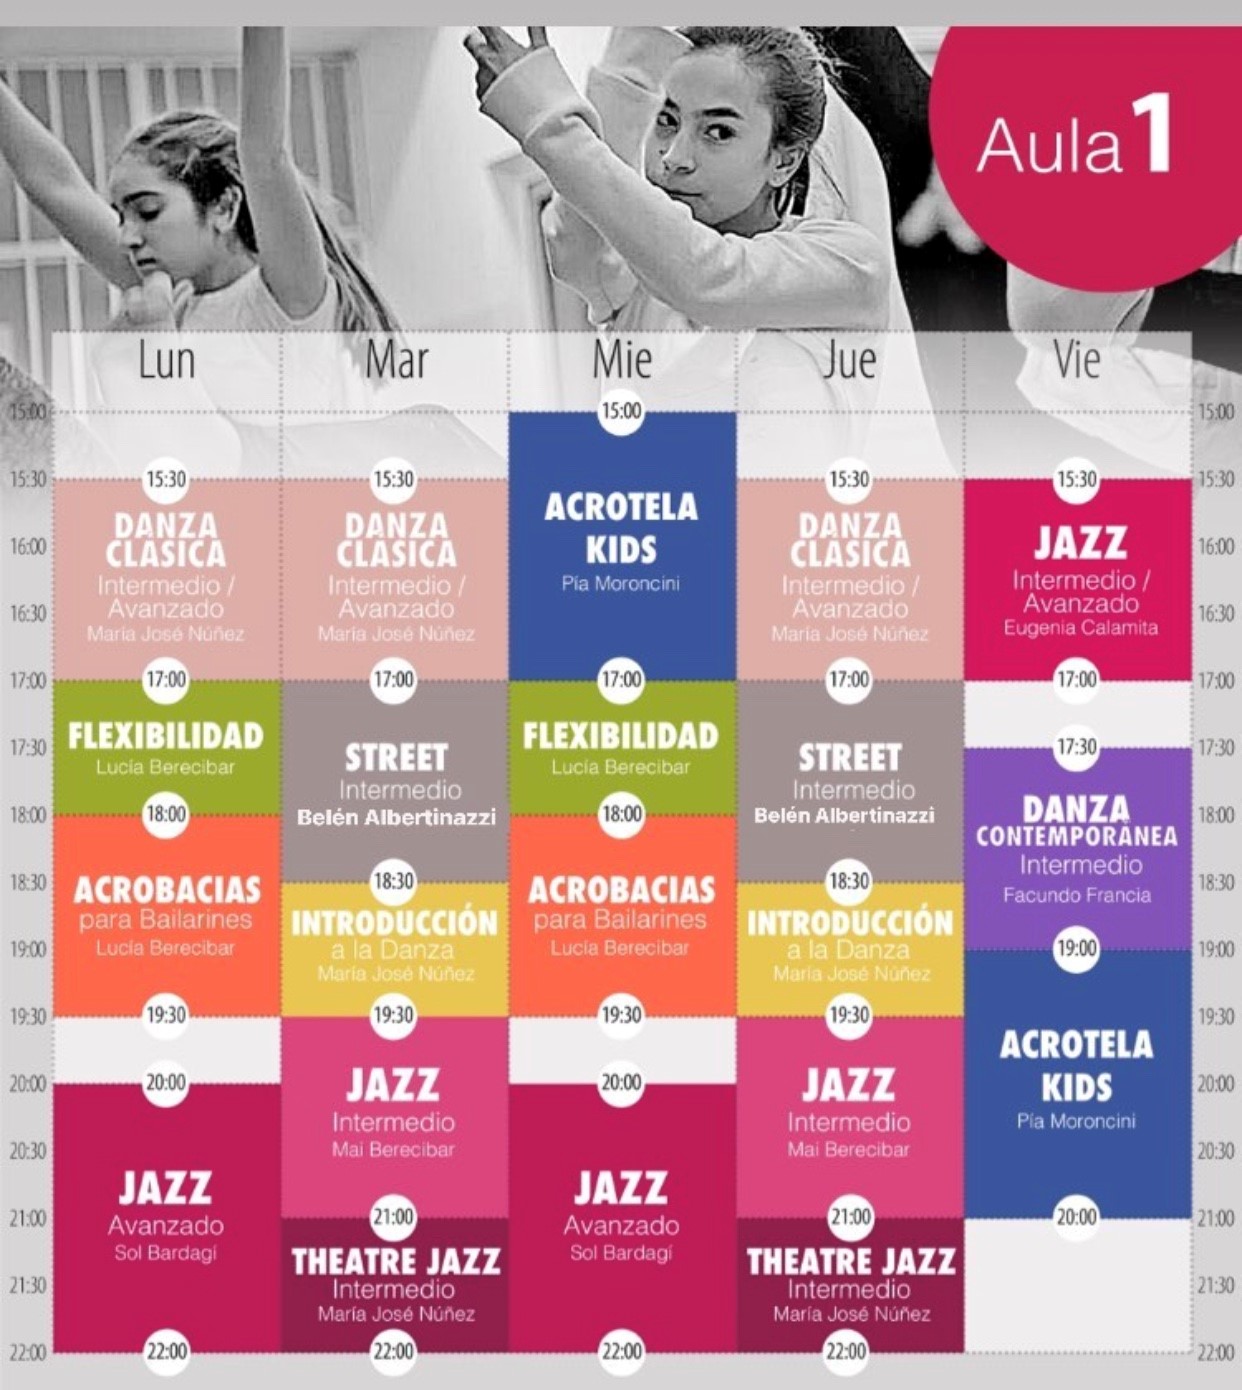 Aula 1
Lun Mar Mie Jue Vie
15:00
15:30
16:00
16:30
17:00
17:30
18:00
18:30
19:00
19:30
20:00
20:30
21:00
21:30
22:00
15:30
DANZA
CLASICA
Intermedio /
Avanzado
María José Núñez
17:00
FLEXIBILIDAD
Lucía Berecibar
18:00
ACROBACIAS
para Bailarines
Lucía Berecibar
19:30
20:00
JAZZ
Avanzado
Sol Bardagí
22:00
15:30
DANZA
CLASICA
Intermedio /
Avanzado
María José Núñez
17:00
STREET
Intermedio
Belén Albertinazzi
18:30
INTRODUCCIÓN
a la Danza
María José Núñez
19:30
JAZZ
Intermedio
Mai Berecibar
21:00
THEATRE JAZZ
Intermedio
María José Núñez
22:00
15:00
ACROTELA
KIDS
Pía Moroncini
17:00
FLEXIBILIDAD
Lucía Berecibar
18:00
ACROBACIAS
para Bailarines
Lucía Berecibar
19:30
20:00
JAZZ
Avanzado
Sol Bardagí
22:00
15:30
DANZA
CLASICA
Intermedio /
Avanzado
María José Núñez
17:00
STREET
Intermedio
Belén Albertinazzi
18:30
INTRODUCCIÓN
a la Danza
María José Núñez
19:30
JAZZ
Intermedio
Mai Berecibar
21:00
THEATRE JAZZ
Intermedio
María José Núñez
22:00
15:30
JAZZ
Intermedio /
Avanzado
Eugenia Calamita
17:00
17:30
DANZA
CONTEMPORÁNEA
Intermedio
Facundo Francia
19:00
ACROTELA
KIDS
Pía Moroncini
20:00
15:00
15:30
16:00
16:30
17:00
17:30
18:00
18:30
19:00
19:30
20:00
20:30
21:00
21:30
22:00